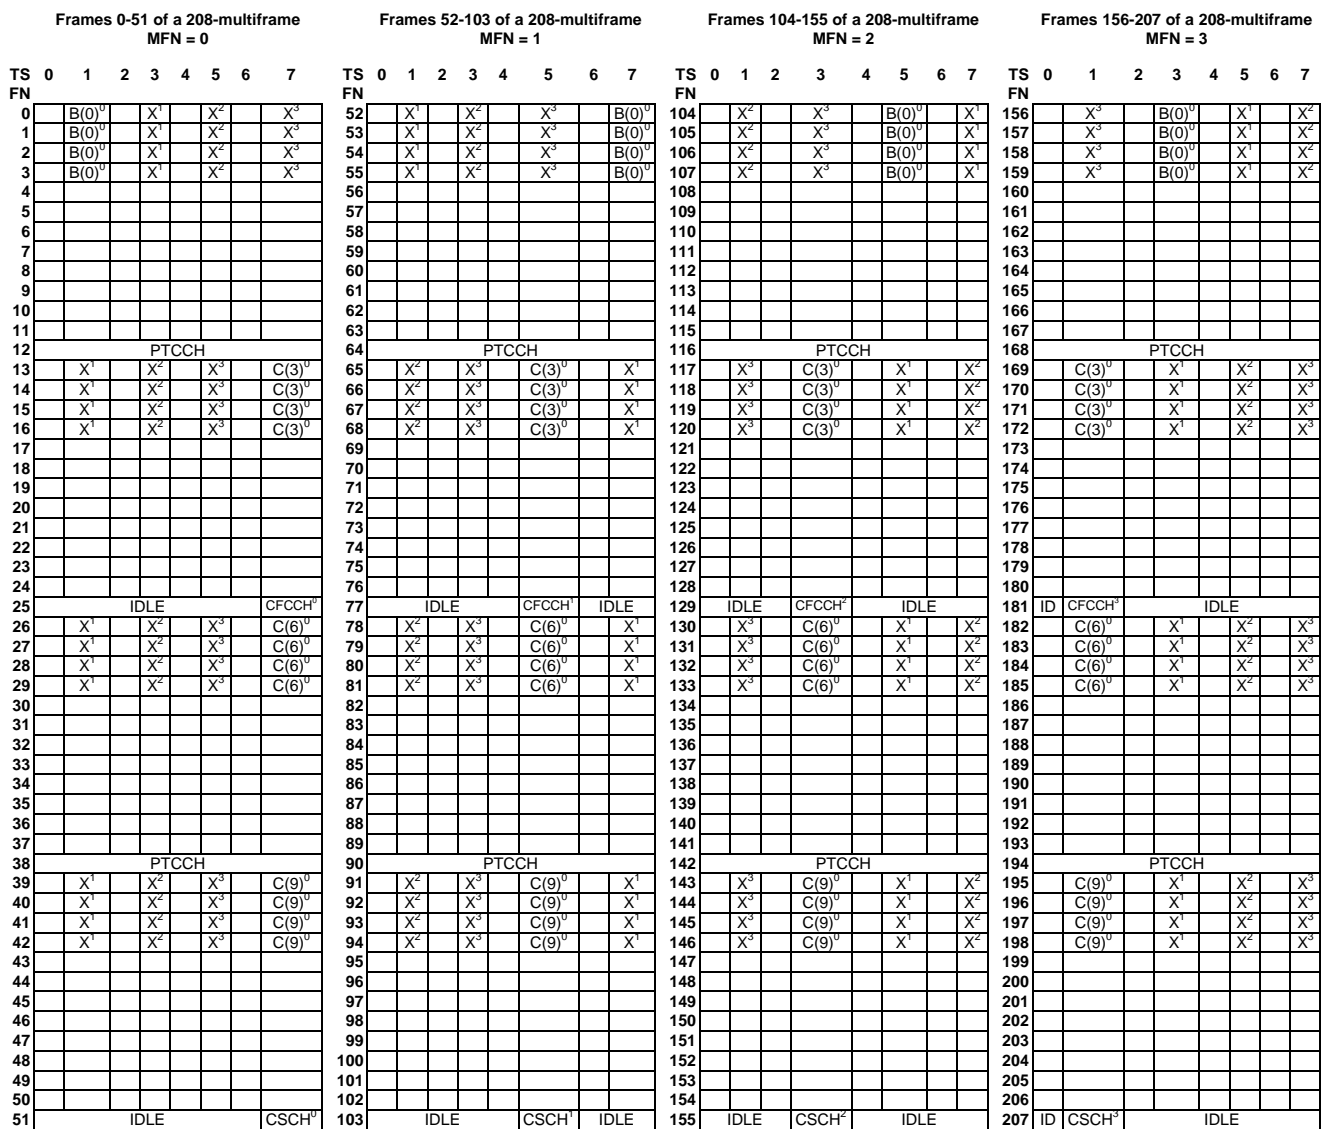 Frames 0-51 of a 208-multiframe
MFN = 0
TS 0 1 2 3 4 5 6 7
FN
0 B(0)⁰ X¹ X² X³
1 B(0)⁰ X¹ X² X³
2 B(0)⁰ X¹ X² X³
3 B(0)⁰ X¹ X² X³
4
5
6
7
8
9
10
11
12 PTCCH
13 X¹ X² X³ C(3)⁰
14 X¹ X² X³ C(3)⁰
15 X¹ X² X³ C(3)⁰
16 X¹ X² X³ C(3)⁰
17
18
19
20
21
22
23
24
25 IDLE CFCCH⁰
26 X¹ X² X³ C(6)⁰
27 X¹ X² X³ C(6)⁰
28 X¹ X² X³ C(6)⁰
29 X¹ X² X³ C(6)⁰
30
31
32
33
34
35
36
37
38 PTCCH
39 X¹ X² X³ C(9)⁰
40 X¹ X² X³ C(9)⁰
41 X¹ X² X³ C(9)⁰
42 X¹ X² X³ C(9)⁰
43
44
45
46
47
48
49
50
51 IDLE CSCH⁰
Frames 52-103 of a 208-multiframe
MFN = 1
TS 0 1 2 3 4 5 6 7
FN
52 X¹ X² X³ B(0)⁰
53 X¹ X² X³ B(0)⁰
54 X¹ X² X³ B(0)⁰
55 X¹ X² X³ B(0)⁰
56
57
58
59
60
61
62
63
64 PTCCH
65 X² X³ C(3)⁰ X¹
66 X² X³ C(3)⁰ X¹
67 X² X³ C(3)⁰ X¹
68 X² X³ C(3)⁰ X¹
69
70
71
72
73
74
75
76
77 IDLE CFCCH¹ IDLE
78 X² X³ C(6)⁰ X¹
79 X² X³ C(6)⁰ X¹
80 X² X³ C(6)⁰ X¹
81 X² X³ C(6)⁰ X¹
82
83
84
85
86
87
88
89
90 PTCCH
91 X² X³ C(9)⁰ X¹
92 X² X³ C(9)⁰ X¹
93 X² X³ C(9)⁰ X¹
94 X² X³ C(9)⁰ X¹
95
96
97
98
99
100
101
102
103 IDLE CSCH¹ IDLE
Frames 104-155 of a 208-multiframe
MFN = 2
TS 0 1 2 3 4 5 6 7
FN
104 X² X³ B(0)⁰ X¹
105 X² X³ B(0)⁰ X¹
106 X² X³ B(0)⁰ X¹
107 X² X³ B(0)⁰ X¹
108
109
110
111
112
113
114
115
116 PTCCH
117 X³ C(3)⁰ X¹ X²
118 X³ C(3)⁰ X¹ X²
119 X³ C(3)⁰ X¹ X²
120 X³ C(3)⁰ X¹ X²
121
122
123
124
125
126
127
128
129 IDLE CFCCH² IDLE
130 X³ C(6)⁰ X¹ X²
131 X³ C(6)⁰ X¹ X²
132 X³ C(6)⁰ X¹ X²
133 X³ C(6)⁰ X¹ X²
134
135
136
137
138
139
140
141
142 PTCCH
143 X³ C(9)⁰ X¹ X²
144 X³ C(9)⁰ X¹ X²
145 X³ C(9)⁰ X¹ X²
146 X³ C(9)⁰ X¹ X²
147
148
149
150
151
152
153
154
155 IDLE CSCH² IDLE
Frames 156-207 of a 208-multiframe
MFN = 3
TS 0 1 2 3 4 5 6 7
FN
156 X³ B(0)⁰ X¹ X²
157 X³ B(0)⁰ X¹ X²
158 X³ B(0)⁰ X¹ X²
159 X³ B(0)⁰ X¹ X²
160
161
162
163
164
165
166
167
168 PTCCH
169 C(3)⁰ X¹ X² X³
170 C(3)⁰ X¹ X² X³
171 C(3)⁰ X¹ X² X³
172 C(3)⁰ X¹ X² X³
173
174
175
176
177
178
179
180
181 ID CFCCH³ IDLE
182 C(6)⁰ X¹ X² X³
183 C(6)⁰ X¹ X² X³
184 C(6)⁰ X¹ X² X³
185 C(6)⁰ X¹ X² X³
186
187
188
189
190
191
192
193
194 PTCCH
195 C(9)⁰ X¹ X² X³
196 C(9)⁰ X¹ X² X³
197 C(9)⁰ X¹ X² X³
198 C(9)⁰ X¹ X² X³
199
200
201
202
203
204
205
206
207 ID CSCH³ IDLE